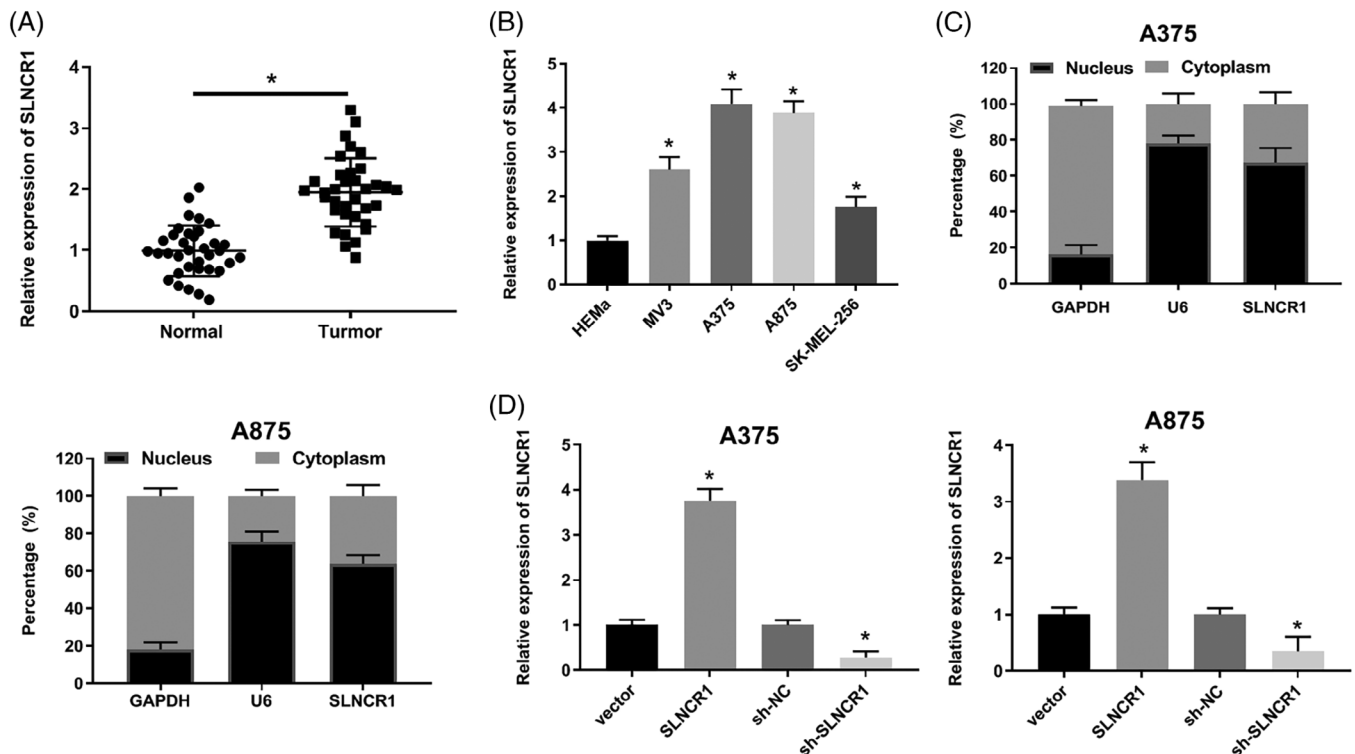 (A)
Relative expression of SLNCR1
4
3
2
1
0
*
Normal Turmor
(B)
Relative expression of SLNCR1
5
4
3
2
1
0
* * * *
HEMa MV3 A375 A875 SK-MEL-256
(C)
A375
Nucleus Cytoplasm
Percentage (%)
120
100
80
60
40
20
0
GAPDH U6 SLNCR1
A875
Nucleus Cytoplasm
Percentage (%)
120
100
80
60
40
20
0
GAPDH U6 SLNCR1
(D)
A375
Relative expression of SLNCR1
5
4
3
2
1
0
* *
vector SLNCR1 sh-NC sh-SLNCR1
A875
Relative expression of SLNCR1
4
3
2
1
0
* *
vector SLNCR1 sh-NC sh-SLNCR1